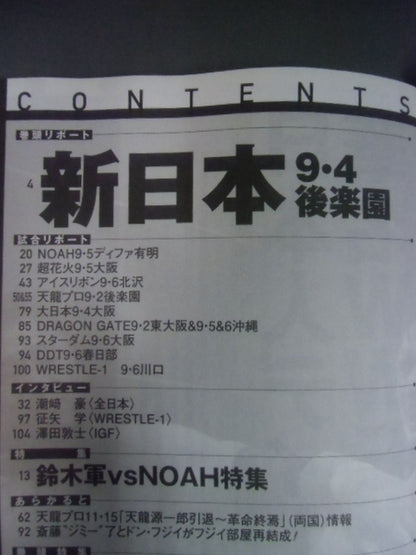 CONTENTS
巻頭リポート
4 新日本 9・4 後楽園
試合リポート
20 NOAH9・5ディファ有明
27 超花火9・5大阪
43 アイスリボン9・6北沢
50&55 天龍プロ9・2後楽園
79 大日本9・4大阪
85 DRAGON GATE9・2東大阪&9・5&6沖縄
93 スターダム9・6大阪
94 DDT9・6春日部
100 WRESTLE-1 9・6川口
インタビュー
32 潮﨑 豪〈全日本〉
97 征矢 学〈WRESTLE-1〉
104 澤田敦士〈IGF〉
特集
13 鈴木軍vsNOAH特集
あらかると
62 天龍プロ11・15「天龍源一郎引退～革命終焉」(両国)情報
92 斎藤“ジミー”了とドン・フジイがフジイ部屋再結成!